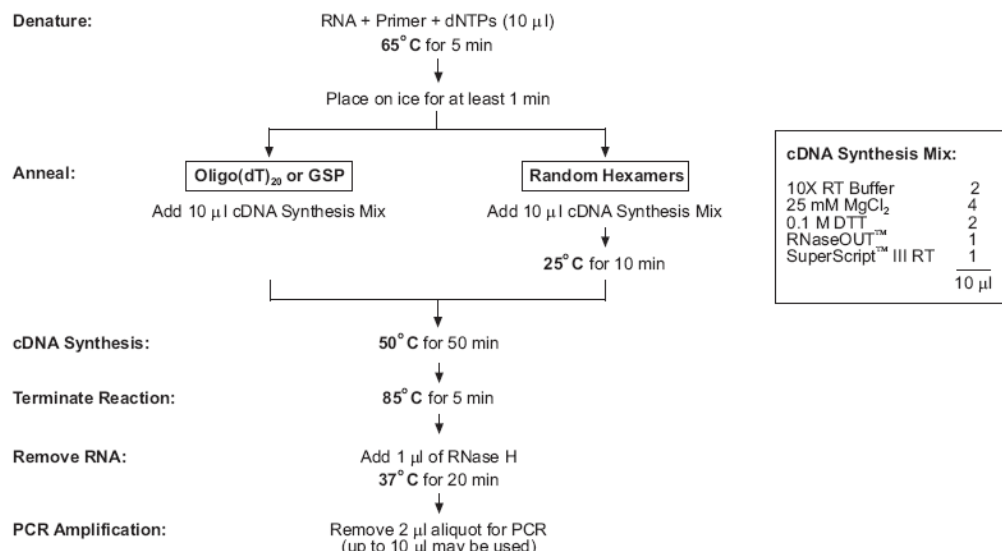 Denature:
RNA + Primer + dNTPs (10 µl)
65°C for 5 min
Place on ice for at least 1 min
Anneal:
Oligo(dT)₂₀ or GSP
Random Hexamers
Add 10 µl cDNA Synthesis Mix
Add 10 µl cDNA Synthesis Mix
25°C for 10 min
cDNA Synthesis Mix:
10X RT Buffer 2
25 mM MgCl₂ 4
0.1 M DTT 2
RNaseOUT™ 1
SuperScript™ III RT 1
10 µl
cDNA Synthesis:
50°C for 50 min
Terminate Reaction:
85°C for 5 min
Remove RNA:
Add 1 µl of RNase H
37°C for 20 min
PCR Amplification:
Remove 2 µl aliquot for PCR
(up to 10 µl may be used)